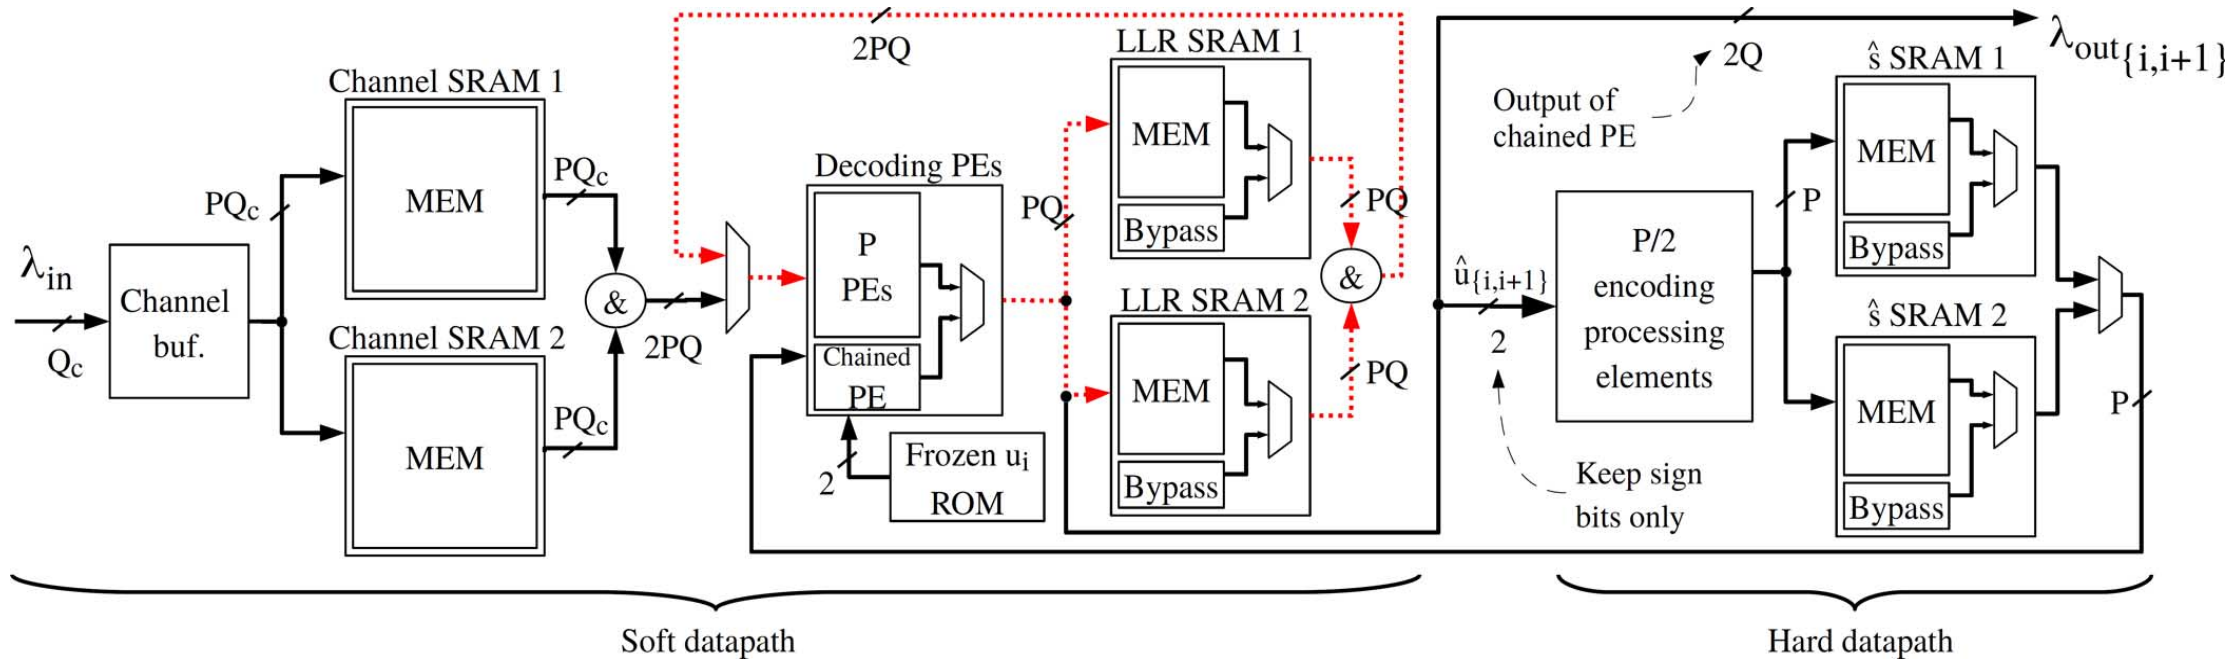 λin
Qc
Channel
buf.
PQc
Channel SRAM 1
MEM
PQc
Channel SRAM 2
MEM
PQc
&
2PQ
2PQ
Decoding PEs
P
PEs
Chained
PE
2
Frozen ui
ROM
PQ
LLR SRAM 1
MEM
Bypass
PQ
&
LLR SRAM 2
MEM
Bypass
PQ
2Q
λout{i,i+1}
Output of
chained PE
û{i,i+1}
2
Keep sign
bits only
P/2
encoding
processing
elements
P
ŝ SRAM 1
MEM
Bypass
ŝ SRAM 2
MEM
Bypass
P
Soft datapath
Hard datapath